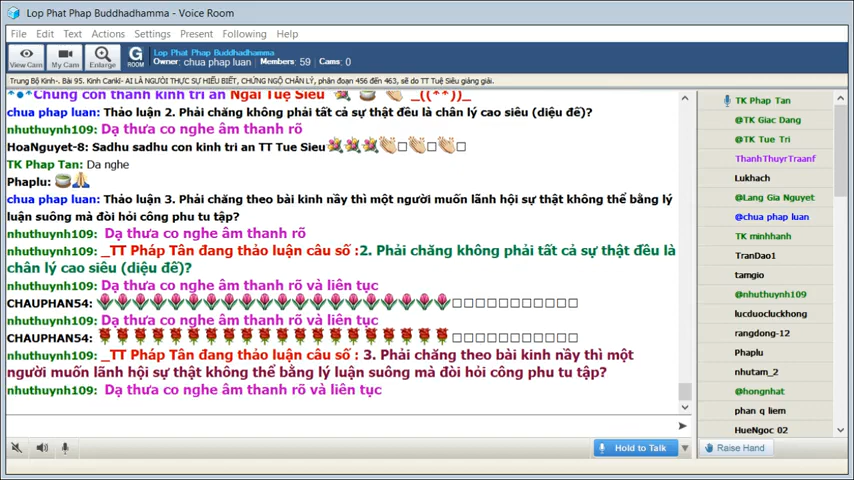 Lop Phat Phap Buddhadhamma - Voice Room
File Edit Text Actions Settings Present Following Help
View Cam My Cam Enlarge G ROOM
Lop Phat Phap Buddhadhamma
Owner: chua phap luan Members: 59 Cams: 0
Trung Bộ Kinh-. Bài 95. Kinh Cankī- AI LÀ NGƯỜI THỰC SỰ HIỂU BIẾT, CHỨNG NGỘ CHÂN LÝ, phân đoạn 456 đến 463, sẽ do TT Tuệ Siêu giảng giải.
*•●*Chúng con thành kính tri ân Ngài Tuệ Siêu _((**))_
chua phap luan: Thảo luận 2. Phải chăng không phải tất cả sự thật đều là chân lý cao siêu (diệu đế)?
nhuthuynh109: Dạ thưa co nghe âm thanh rõ
HoaNguyet-8: Sadhu sadhu con kinh tri an TT Tue Sieu
TK Phap Tan: Da nghe
Phaplu:
chua phap luan: Thảo luận 3. Phải chăng theo bài kinh nầy thì một người muốn lãnh hội sự thật không thể bằng lý
luận suông mà đòi hỏi công phu tu tập?
nhuthuynh109: Dạ thưa co nghe âm thanh rõ
nhuthuynh109: _TT Pháp Tân đang thảo luận câu số :2. Phải chăng không phải tất cả sự thật đều là
chân lý cao siêu (diệu đế)?
nhuthuynh109: Dạ thưa co nghe âm thanh rõ và liên tục
CHAUPHAN54:
nhuthuynh109: Dạ thưa co nghe âm thanh rõ và liên tục
CHAUPHAN54:
nhuthuynh109: _TT Pháp Tân đang thảo luận câu số : 3. Phải chăng theo bài kinh nầy thì một
người muốn lãnh hội sự thật không thể bằng lý luận suông mà đòi hỏi công phu tu tập?
nhuthuynh109: Dạ thưa co nghe âm thanh rõ và liên tục
TK Phap Tan
@TK Giac Dang
@TK Tue Tri
ThanhThuyrTraanf
Lukhach
@Lang Gia Nguyet
@chua phap luan
TK minhhanh
TranDao1
tamgio
@nhuthuynh109
lucduocluckhong
rangdong-12
Phaplu
nhutam_2
@hongnhat
phan q liem
HueNgoc 02
Hold to Talk
Raise Hand